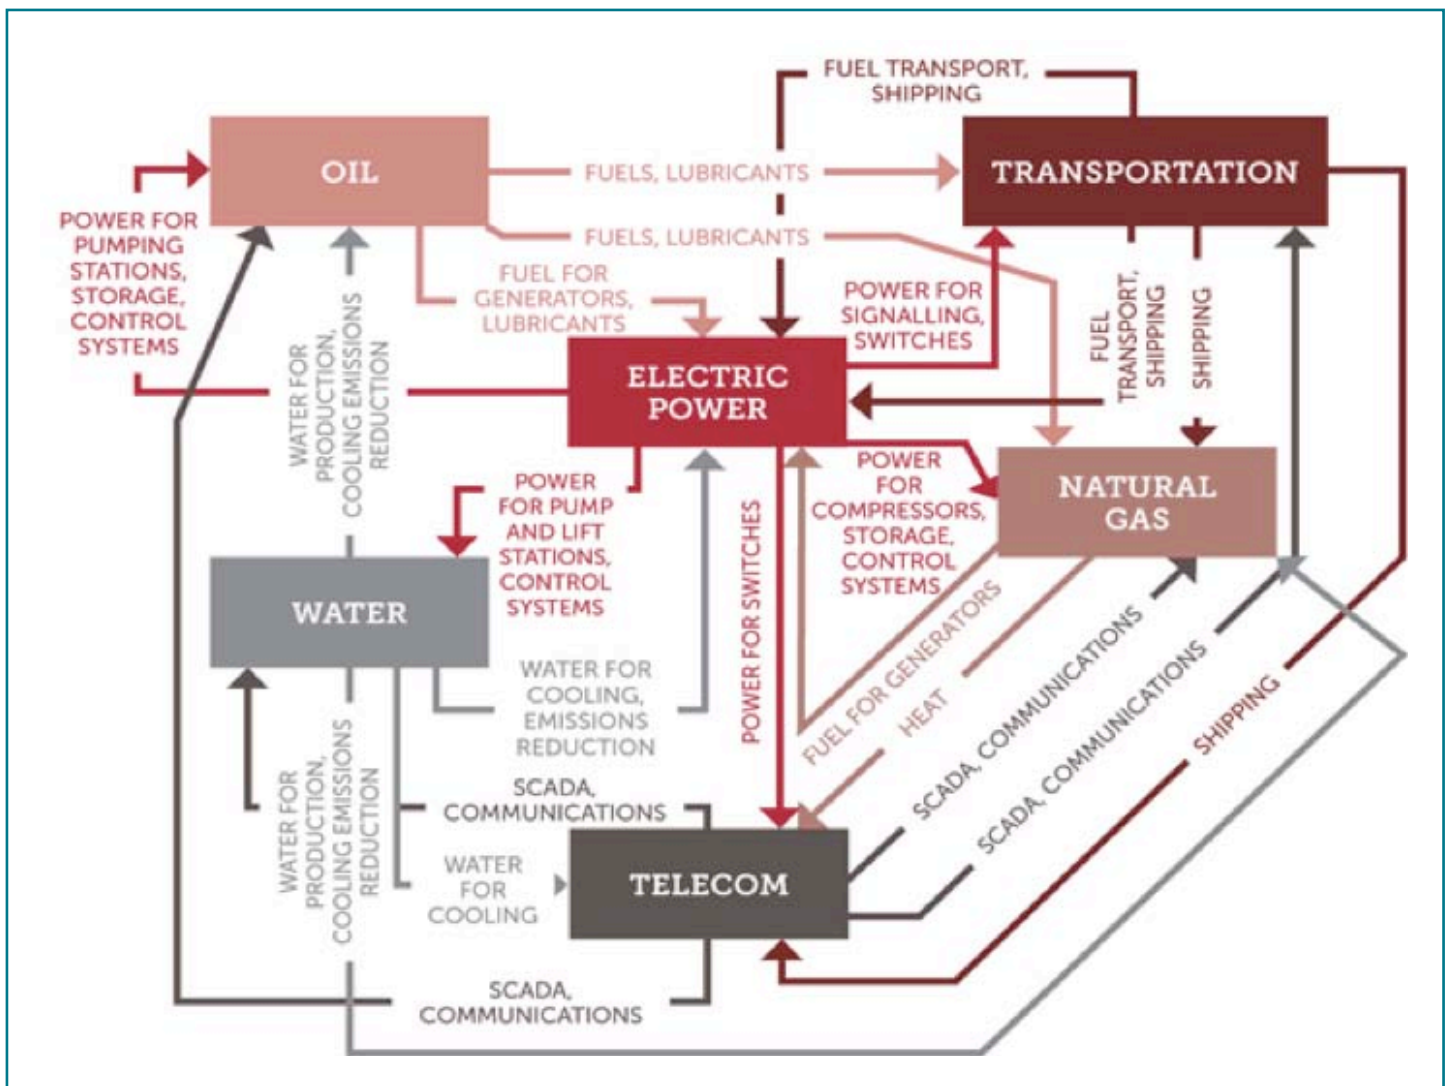 FUEL TRANSPORT,
SHIPPING
OIL
FUELS, LUBRICANTS
TRANSPORTATION
POWER FOR
PUMPING
STATIONS,
STORAGE,
CONTROL
SYSTEMS
FUELS, LUBRICANTS
FUEL FOR
GENERATORS,
LUBRICANTS
POWER FOR
SIGNALLING,
SWITCHES
FUEL
TRANSPORT,
SHIPPING
SHIPPING
WATER FOR
PRODUCTION,
COOLING EMISSIONS
REDUCTION
ELECTRIC
POWER
POWER
FOR PUMP
AND LIFT
STATIONS,
CONTROL
SYSTEMS
POWER
FOR
COMPRESSORS,
STORAGE,
CONTROL
SYSTEMS
NATURAL
GAS
POWER FOR SWITCHES
WATER
WATER FOR
COOLING,
EMISSIONS
REDUCTION
FUEL FOR GENERATORS
HEAT
SCADA, COMMUNICATIONS
SCADA, COMMUNICATIONS
SHIPPING
WATER FOR
PRODUCTION,
COOLING EMISSIONS
REDUCTION
SCADA,
COMMUNICATIONS
WATER
FOR
COOLING
TELECOM
SCADA,
COMMUNICATIONS